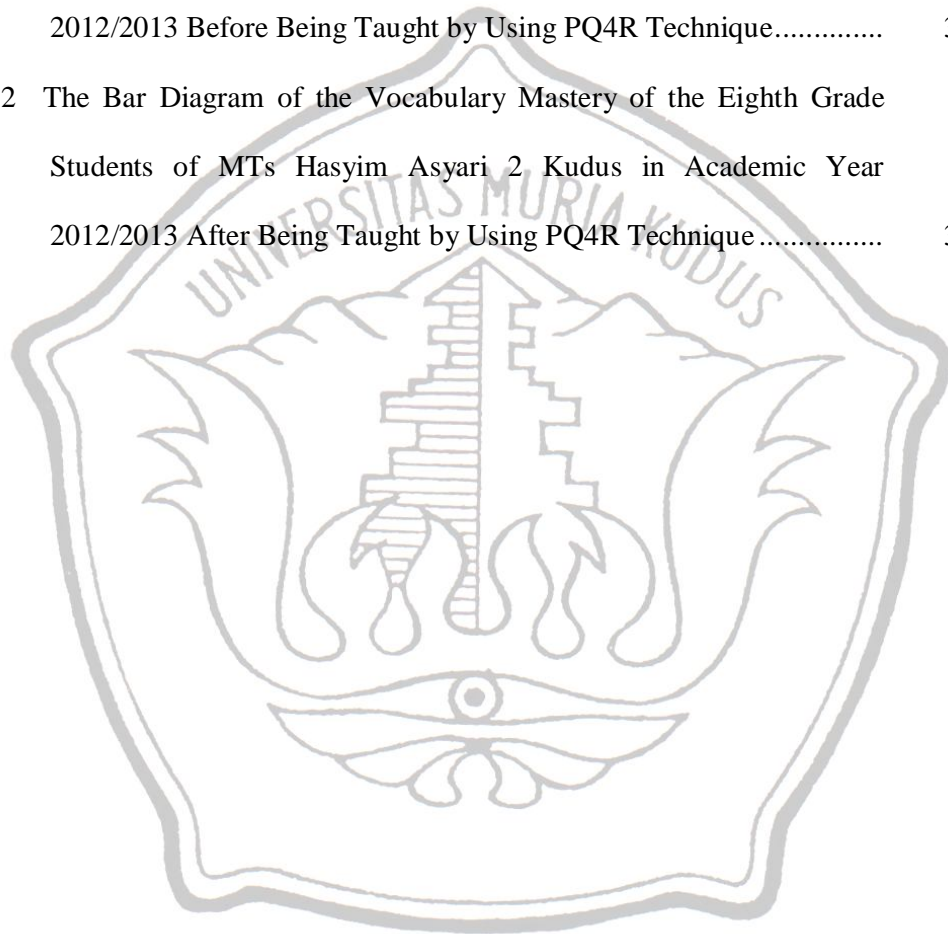 2012/2013 Before Being Taught by Using PQ4R Technique.............. 3
2 The Bar Diagram of the Vocabulary Mastery of the Eighth Grade
Students of MTs Hasyim Asyari 2 Kudus in Academic Year
2012/2013 After Being Taught by Using PQ4R Technique ................ 3
UNIVERSITAS MURIA KUDUS